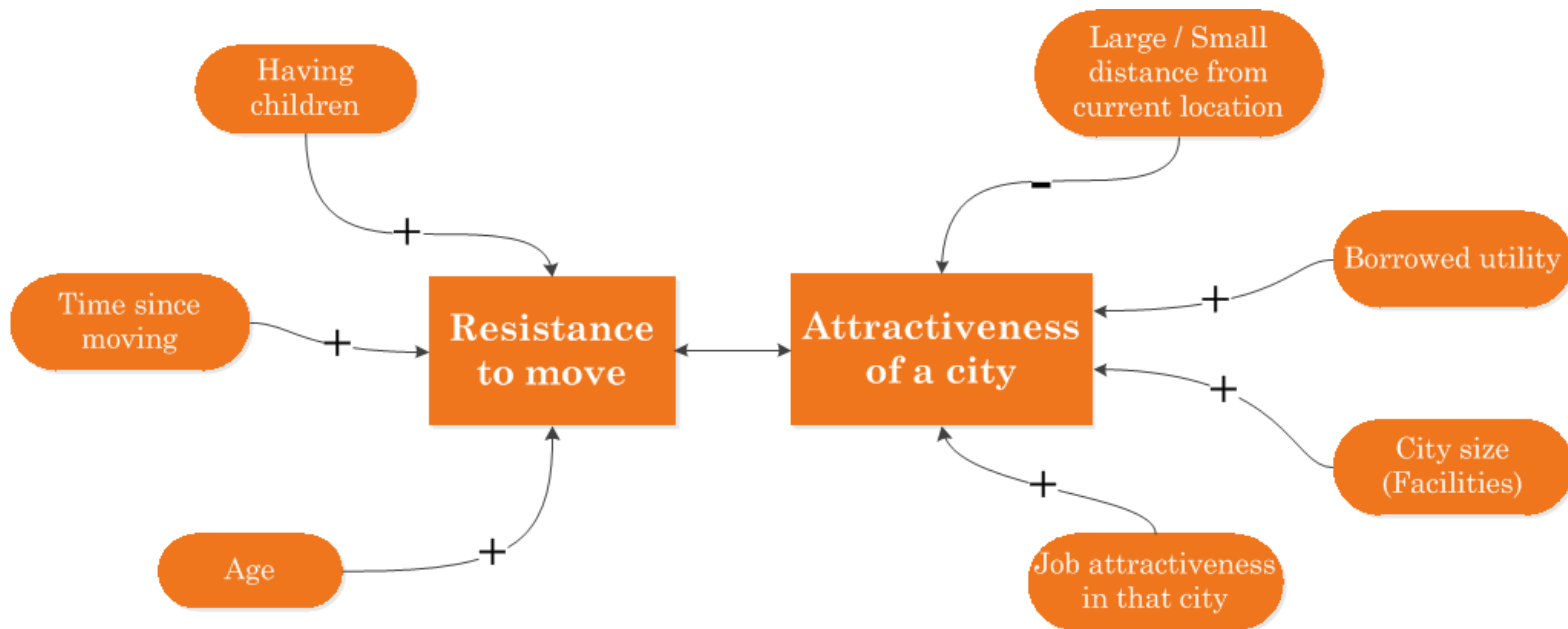 Having
children
+
Time since
moving
+
Age
+
Resistance
to move
Large / Small
distance from
current location
-
Attractiveness
of a city
Borrowed utility
+
City size
(Facilities)
+
Job attractiveness
in that city
+